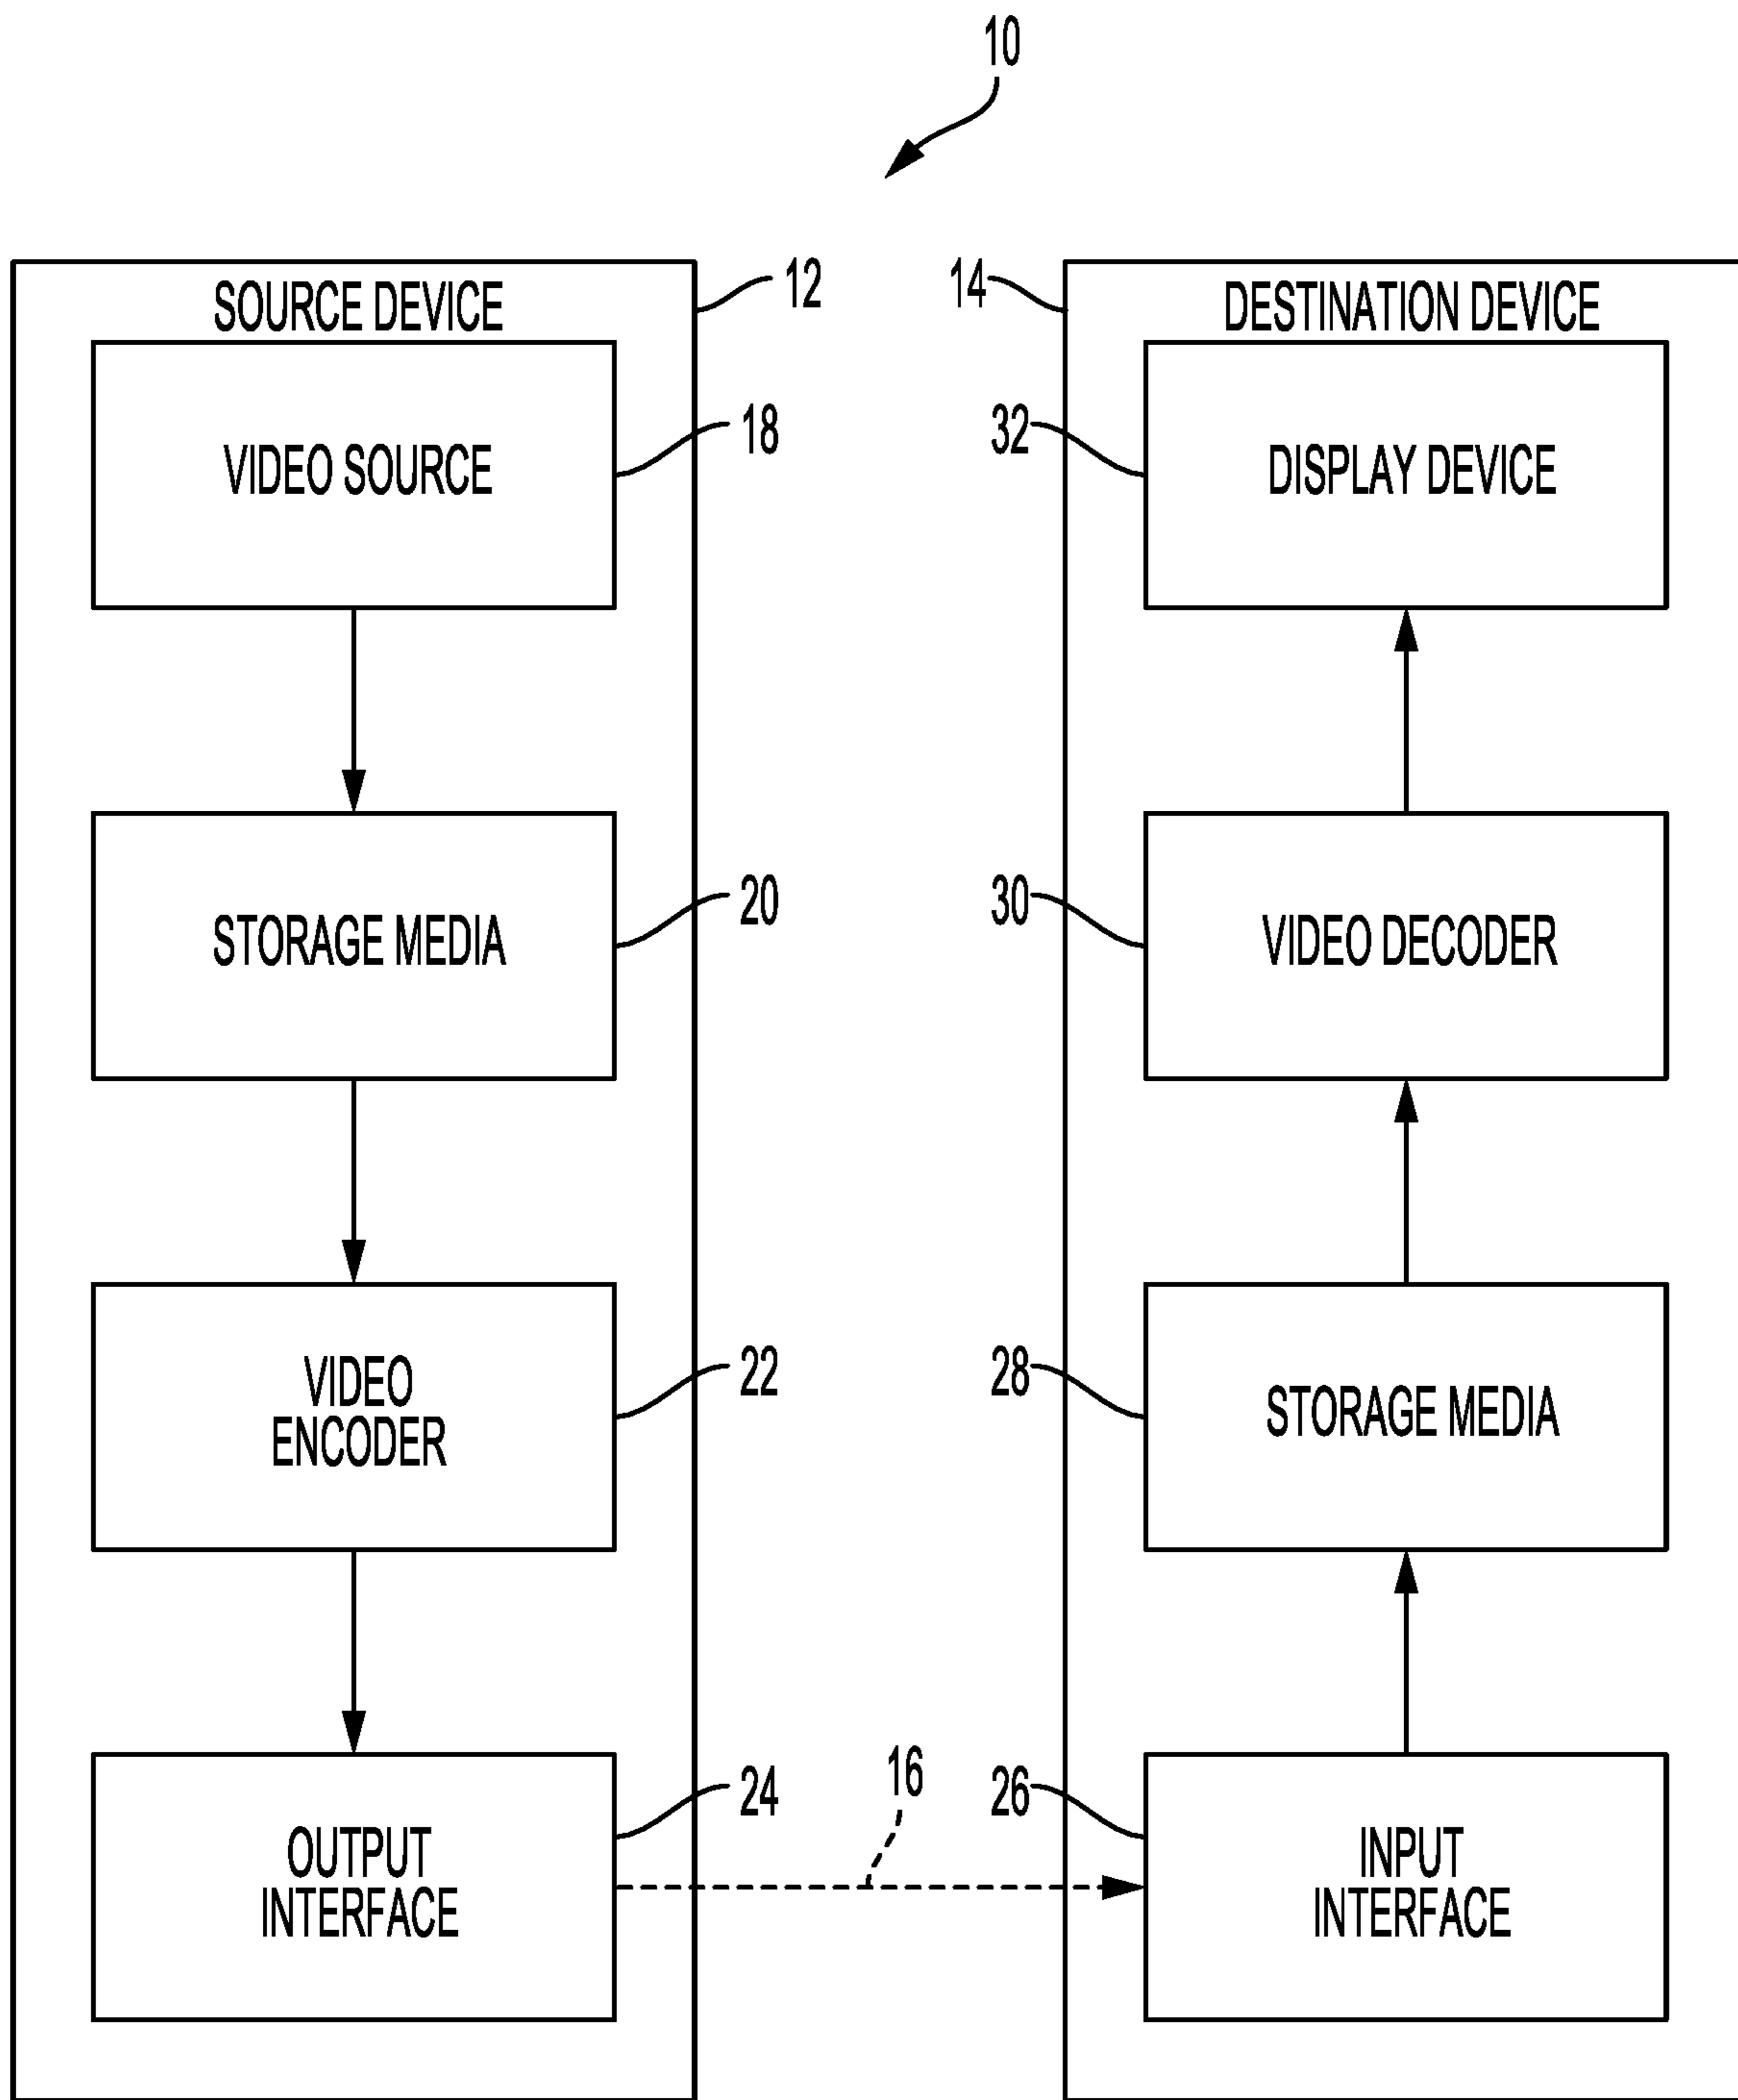 10
SOURCE DEVICE
12
VIDEO SOURCE
18
STORAGE MEDIA
20
VIDEO
ENCODER
22
OUTPUT
INTERFACE
24
16
14
DESTINATION DEVICE
32
DISPLAY DEVICE
30
VIDEO DECODER
28
STORAGE MEDIA
26
INPUT
INTERFACE